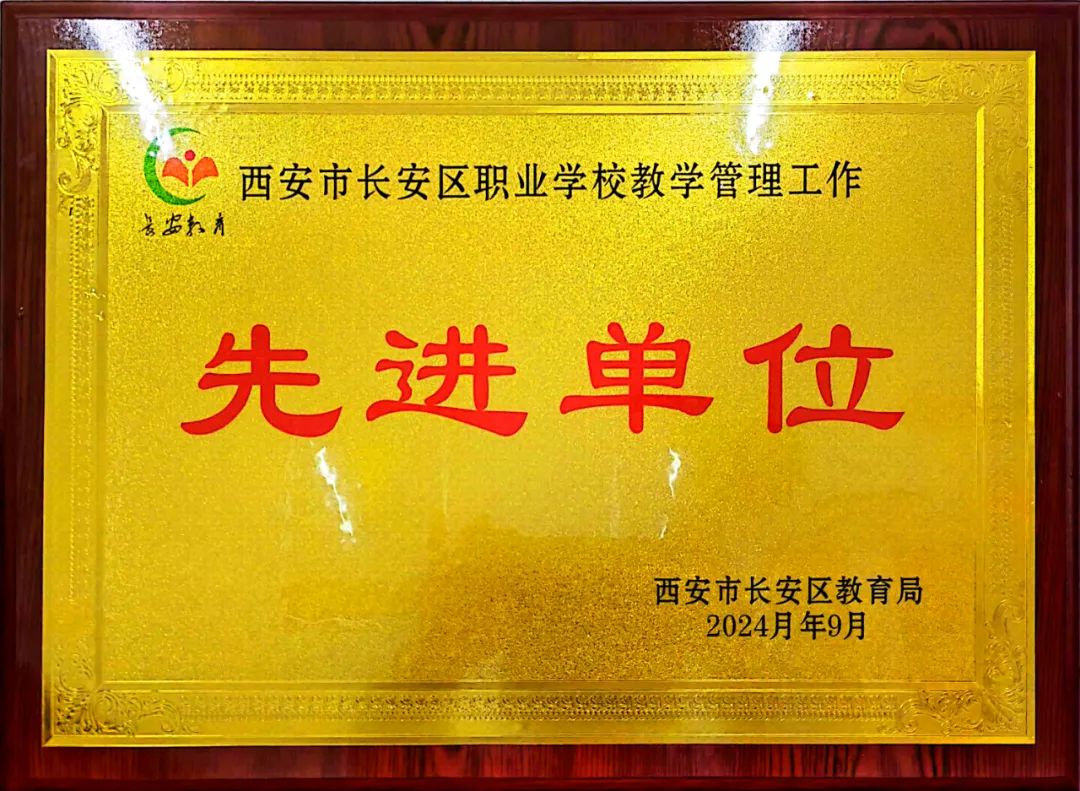 西安市长安区职业学校教学管理工作
长安教育
先进单位
西安市长安区教育局
2024月年9月